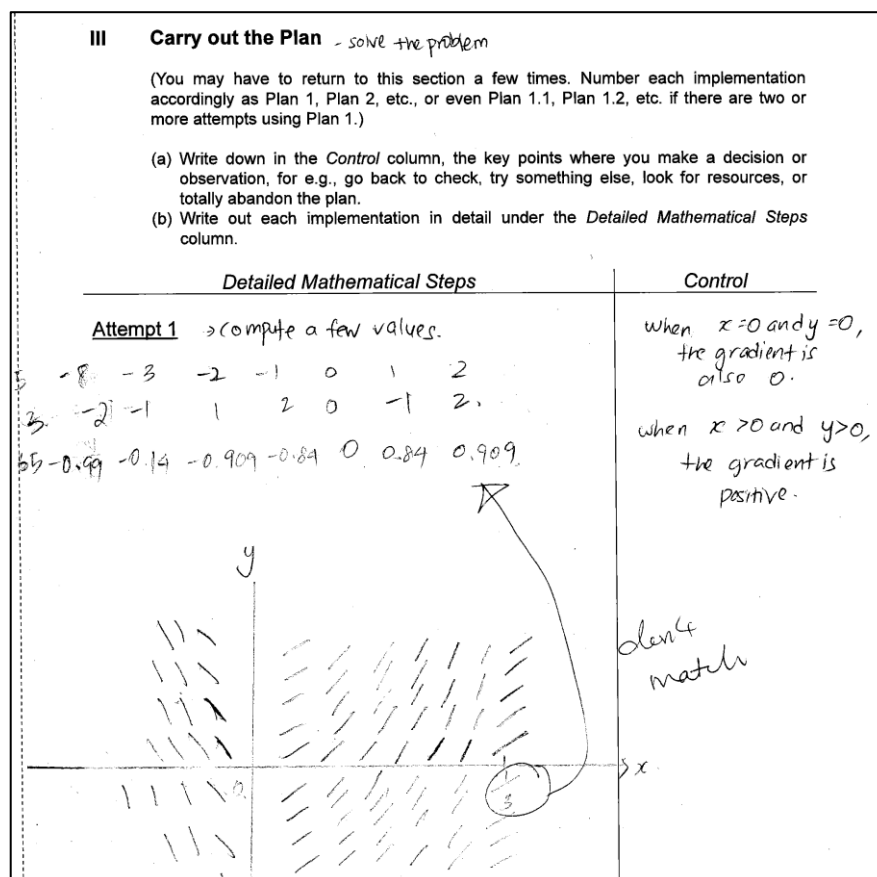 III Carry out the Plan - solve the problem
(You may have to return to this section a few times. Number each implementation
accordingly as Plan 1, Plan 2, etc., or even Plan 1.1, Plan 1.2, etc. if there are two or
more attempts using Plan 1.)
(a) Write down in the Control column, the key points where you make a decision or
observation, for e.g., go back to check, try something else, look for resources, or
totally abandon the plan.
(b) Write out each implementation in detail under the Detailed Mathematical Steps
column.
Detailed Mathematical Steps
Attempt 1 → compute a few values.
-8 -3 -2 -1 0 1 2
3 -2 -1 1 2 0 -1 2.
-0.99 -0.14 -0.909 -0.84 0 0.84 0.909
y
0
3
x
Control
when x=0 and y=0,
the gradient is
also 0.
when x>0 and y>0,
the gradient is
positive.
match